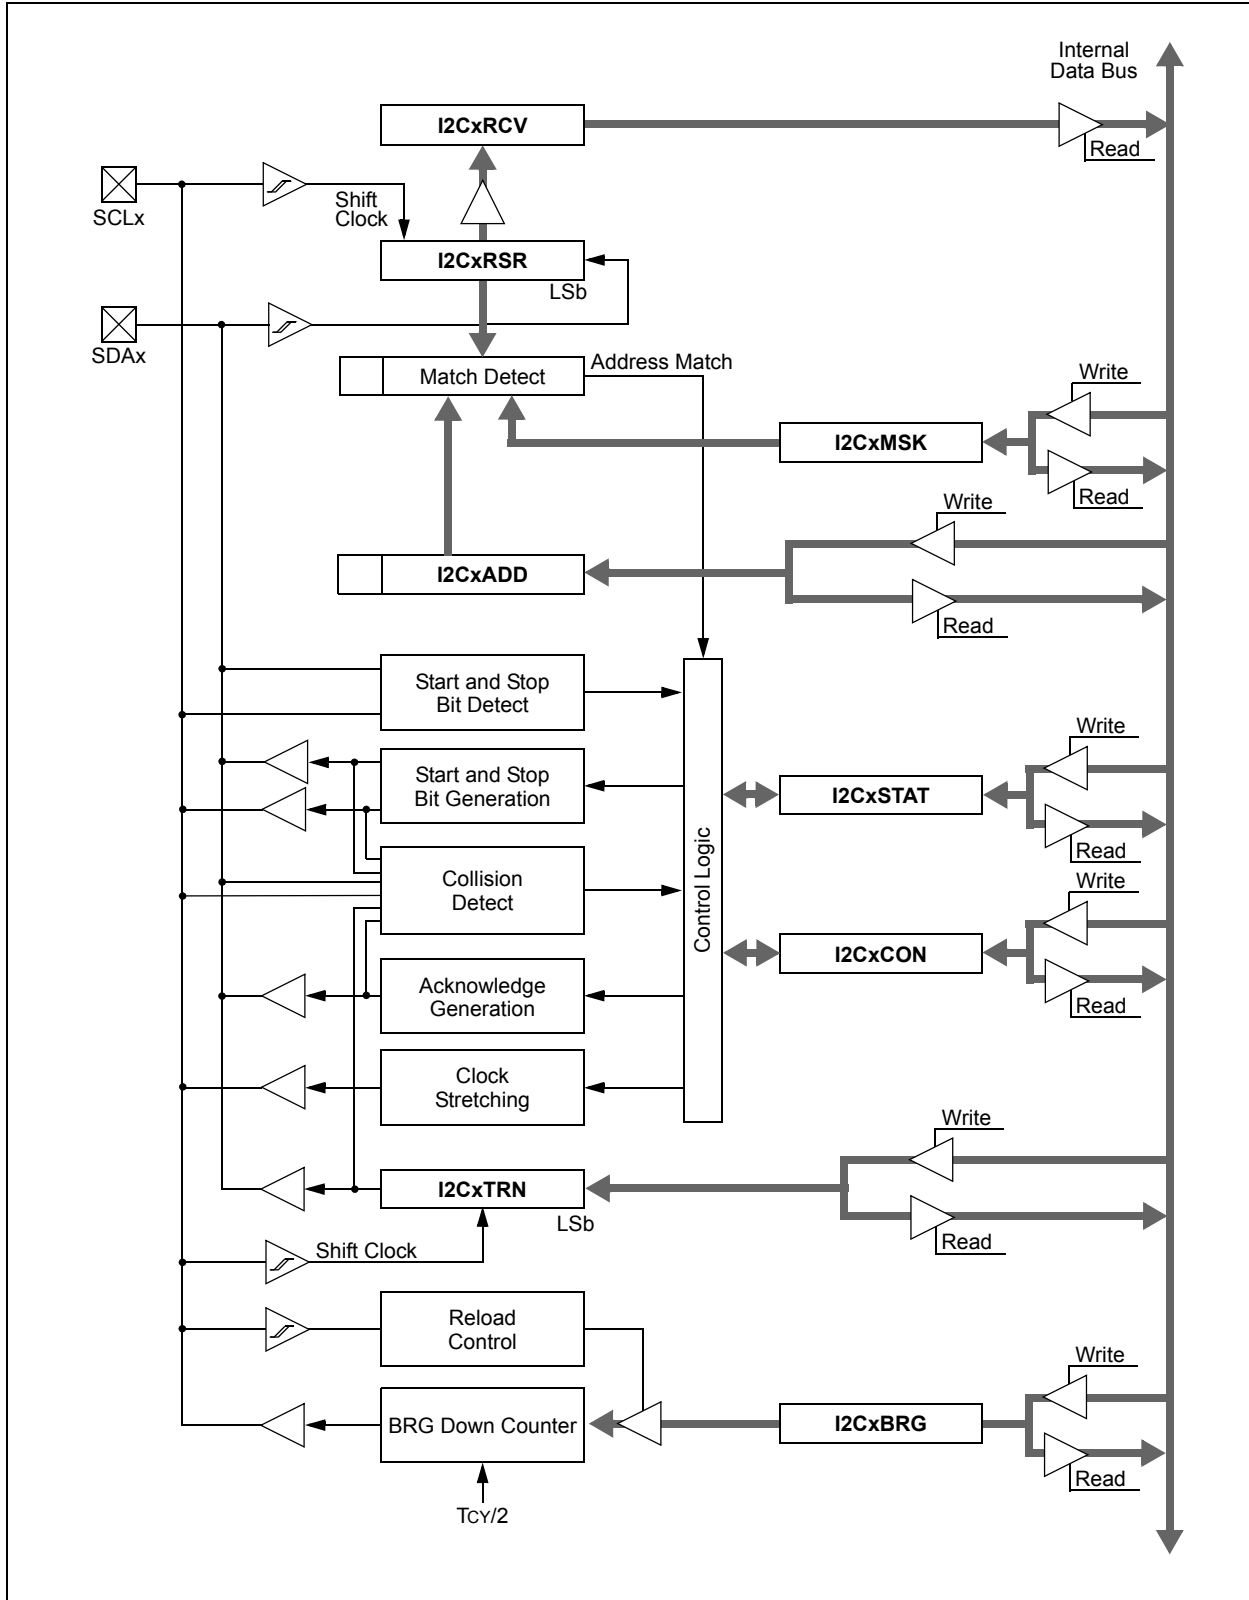 Internal
Data Bus
I2CxRCV
Read
SCLx
Shift
Clock
I2CxRSR
LSb
SDAx
Match Detect
Address Match
Write
I2CxMSK
Read
Write
I2CxADD
Read
Start and Stop
Bit Detect
Write
Start and Stop
Bit Generation
I2CxSTAT
Read
Control Logic
Collision
Detect
Write
I2CxCON
Acknowledge
Generation
Read
Clock
Stretching
Write
I2CxTRN
LSb
Read
Shift Clock
Reload
Control
Write
BRG Down Counter
I2CxBRG
Read
TCY/2